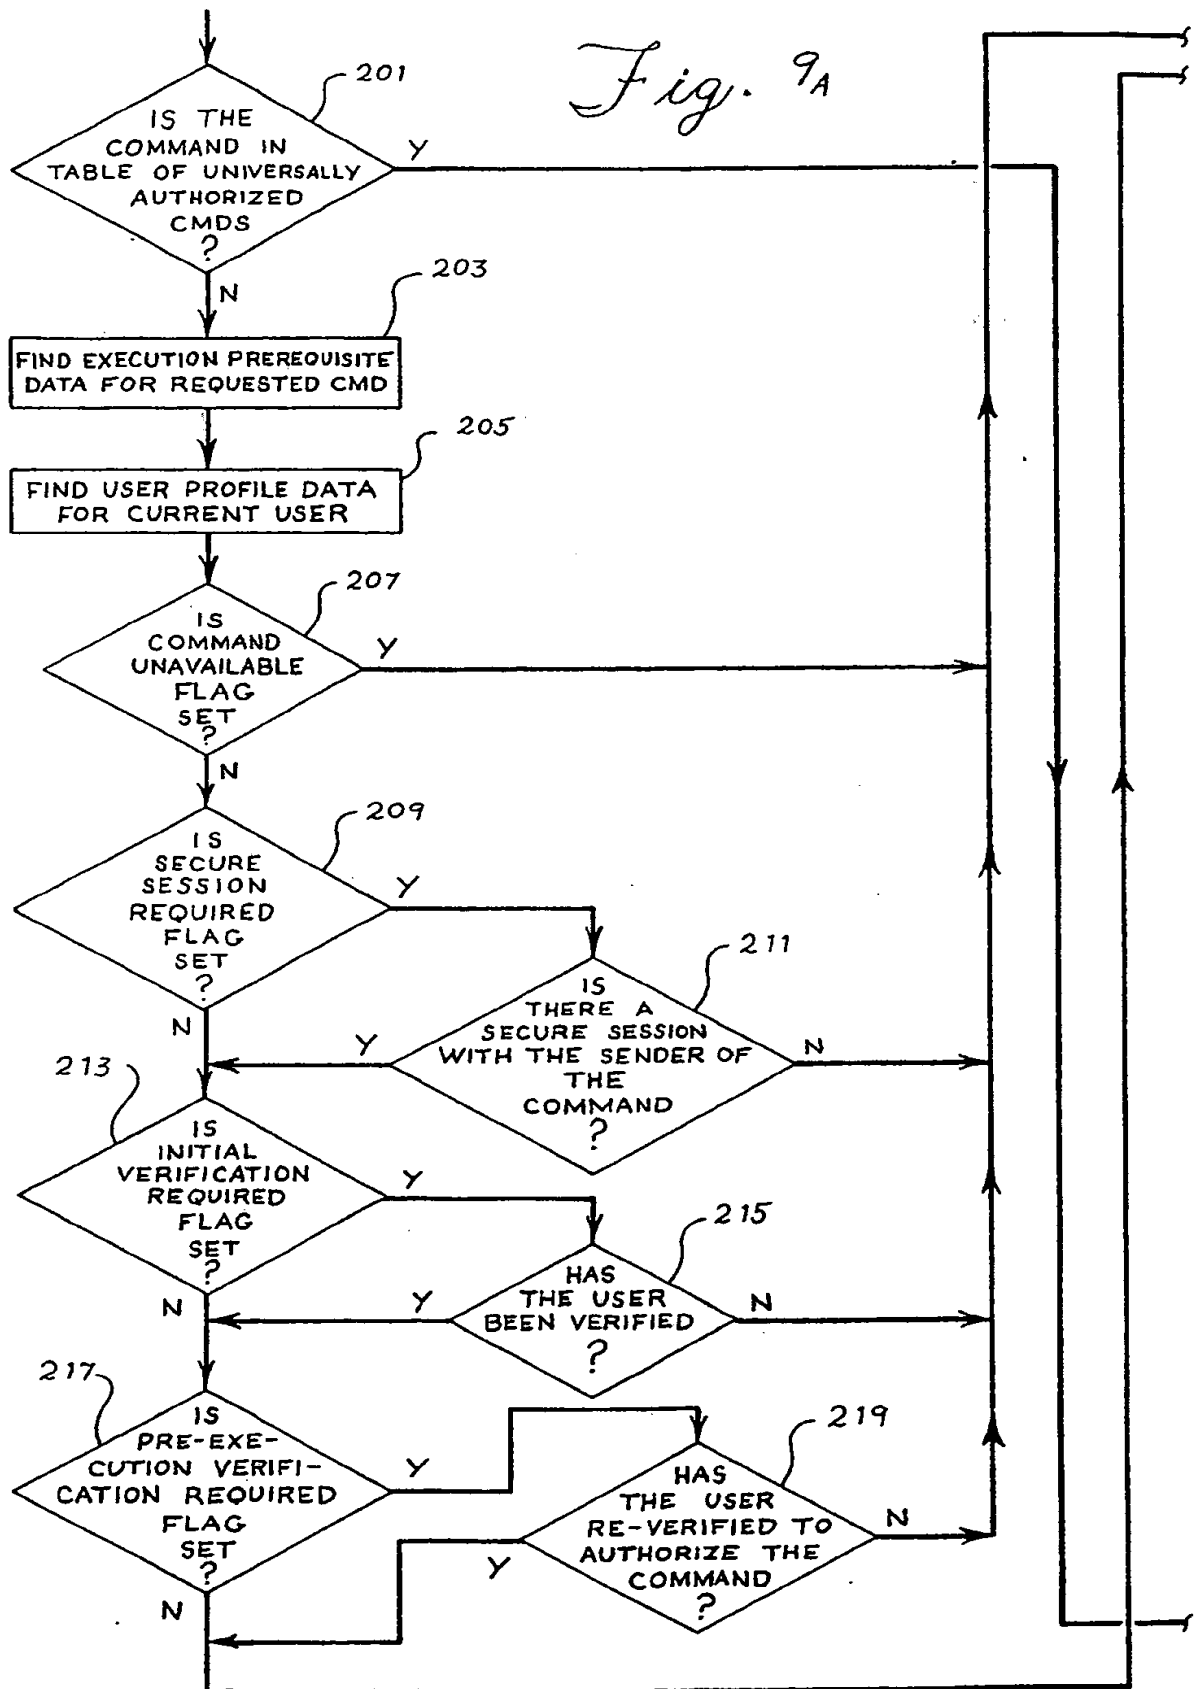 Fig. 9A
201
IS THE
COMMAND IN
TABLE OF UNIVERSALLY
AUTHORIZED
CMDS
?
Y
N
203
FIND EXECUTION PREREQUISITE
DATA FOR REQUESTED CMD
205
FIND USER PROFILE DATA
FOR CURRENT USER
207
IS
COMMAND
UNAVAILABLE
FLAG
SET
?
Y
N
209
IS
SECURE
SESSION
REQUIRED
FLAG
SET
?
Y
N
211
IS
THERE A
SECURE SESSION
WITH THE SENDER OF
THE
COMMAND
?
Y
N
213
IS
INITIAL
VERIFICATION
REQUIRED
FLAG
SET
?
Y
N
215
HAS
THE USER
BEEN VERIFIED
?
Y
N
217
IS
PRE-EXE-
CUTION VERIFI-
CATION REQUIRED
FLAG
SET
?
Y
N
219
HAS
THE USER
RE-VERIFIED TO
AUTHORIZE THE
COMMAND
?
Y
N